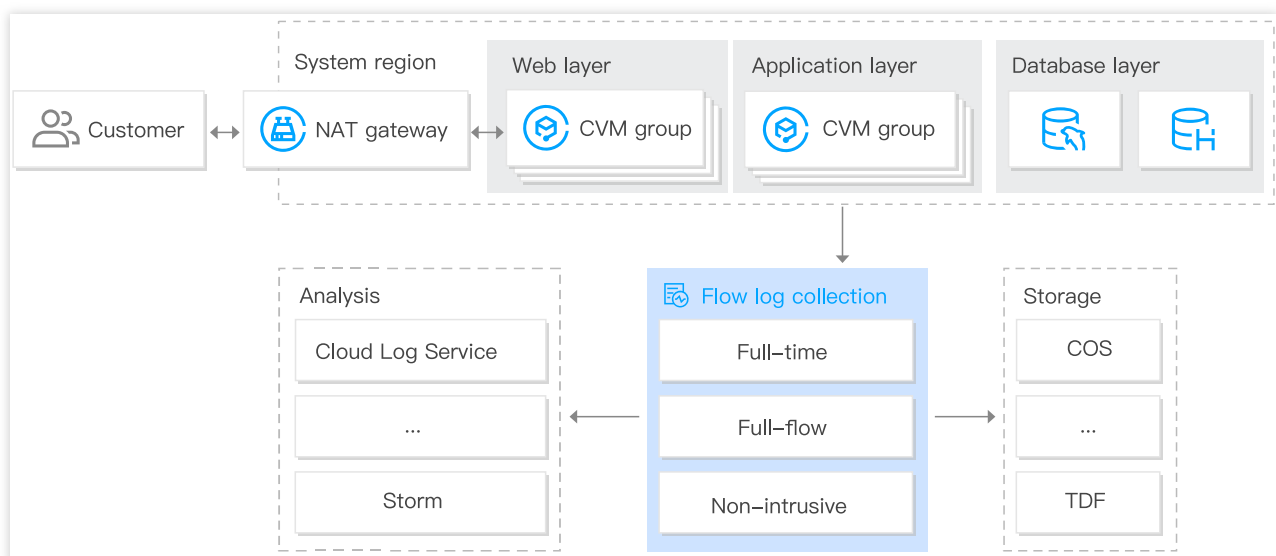 System region
Web layer
Application layer
Database layer
Customer
NAT gateway
CVM group
CVM group
Analysis
Cloud Log Service
...
Storm
Flow log collection
Full-time
Full-flow
Non-intrusive
Storage
COS
...
TDF